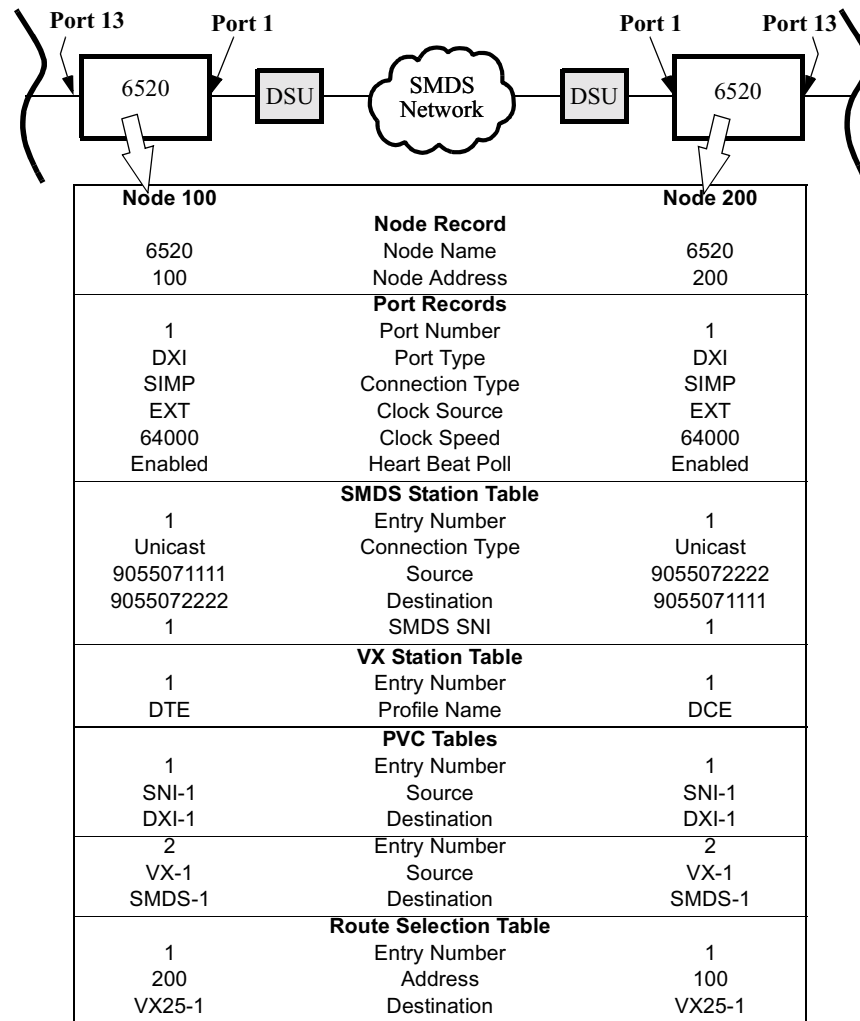 Port 13 Port 1 Port 1 Port 13
6520 DSU SMDS Network DSU 6520
Node 100 Node 200
Node Record
6520 Node Name 6520
100 Node Address 200
Port Records
1 Port Number 1
DXI Port Type DXI
SIMP Connection Type SIMP
EXT Clock Source EXT
64000 Clock Speed 64000
Enabled Heart Beat Poll Enabled
SMDS Station Table
1 Entry Number 1
Unicast Connection Type Unicast
9055071111 Source 9055072222
9055072222 Destination 9055071111
1 SMDS SNI 1
VX Station Table
1 Entry Number 1
DTE Profile Name DCE
PVC Tables
1 Entry Number 1
SNI-1 Source SNI-1
DXI-1 Destination DXI-1
2 Entry Number 2
VX-1 Source VX-1
SMDS-1 Destination SMDS-1
Route Selection Table
1 Entry Number 1
200 Address 100
VX25-1 Destination VX25-1